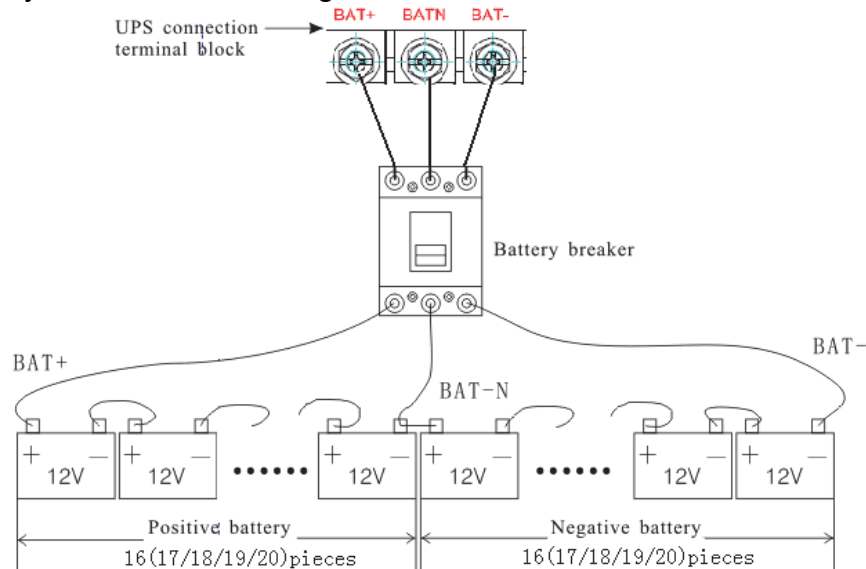 BAT+ BATN BAT-
UPS connection
terminal block
Battery breaker
BAT+
BAT-
BAT-N
+ − + − + − + − + − + −
12V 12V 12V 12V 12V 12V
Positive battery
Negative battery
16(17/18/19/20)pieces
16(17/18/19/20)pieces